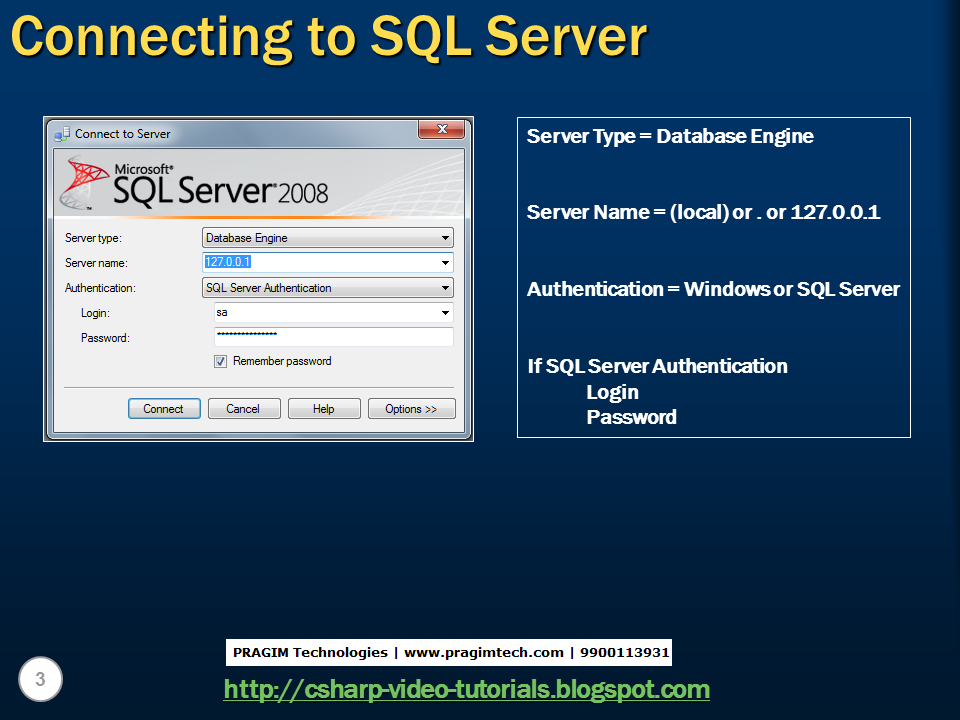 Connecting to SQL Server
Connect to Server
Microsoft®
SQL Server® 2008
Server type: Database Engine
Server name: 127.0.0.1
Authentication: SQL Server Authentication
Login: sa
Password: ***************
Remember password
Connect Cancel Help Options >>
Server Type = Database Engine
Server Name = (local) or . or 127.0.0.1
Authentication = Windows or SQL Server
If SQL Server Authentication
Login
Password
PRAGIM Technologies | www.pragimtech.com | 9900113931
3
http://csharp-video-tutorials.blogspot.com